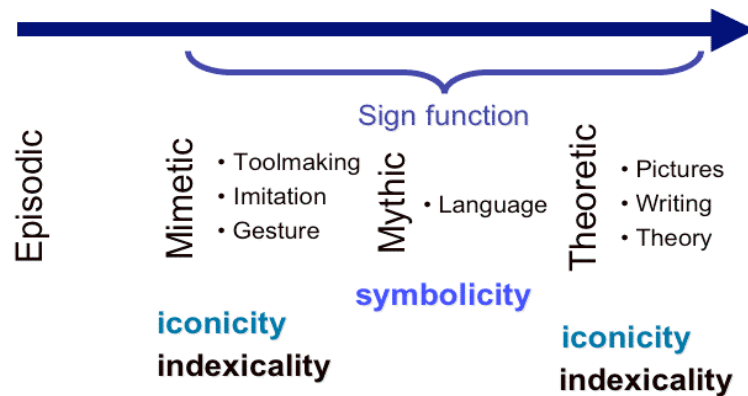 Sign function
Episodic
Mimetic
• Toolmaking
• Imitation
• Gesture
iconicity
indexicality
Mythic
• Language
symbolicity
Theoretic
• Pictures
• Writing
• Theory
iconicity
indexicality